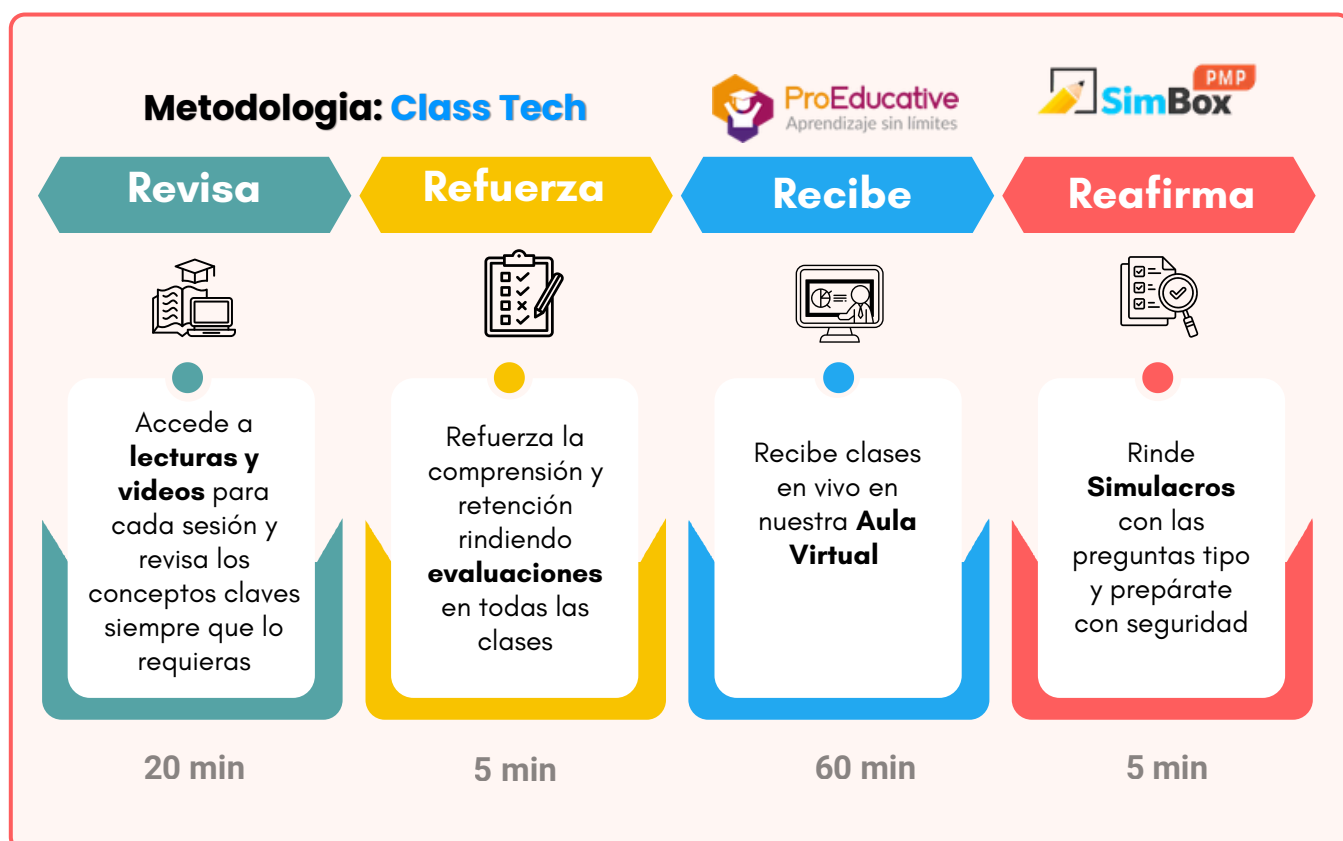 Metodologia: Class Tech
ProEducative
Aprendizaje sin límites
PMP
SimBox
Revisa
Refuerza
Recibe
Reafirma
Accede a
lecturas y
videos para
cada sesión y
revisa los
conceptos claves
siempre que lo
requieras
Refuerza la
comprensión y
retención
rindiendo
evaluaciones
en todas las
clases
Recibe clases
en vivo en
nuestra Aula
Virtual
Rinde
Simulacros
con las
preguntas tipo
y prepárate
con seguridad
20 min
5 min
60 min
5 min